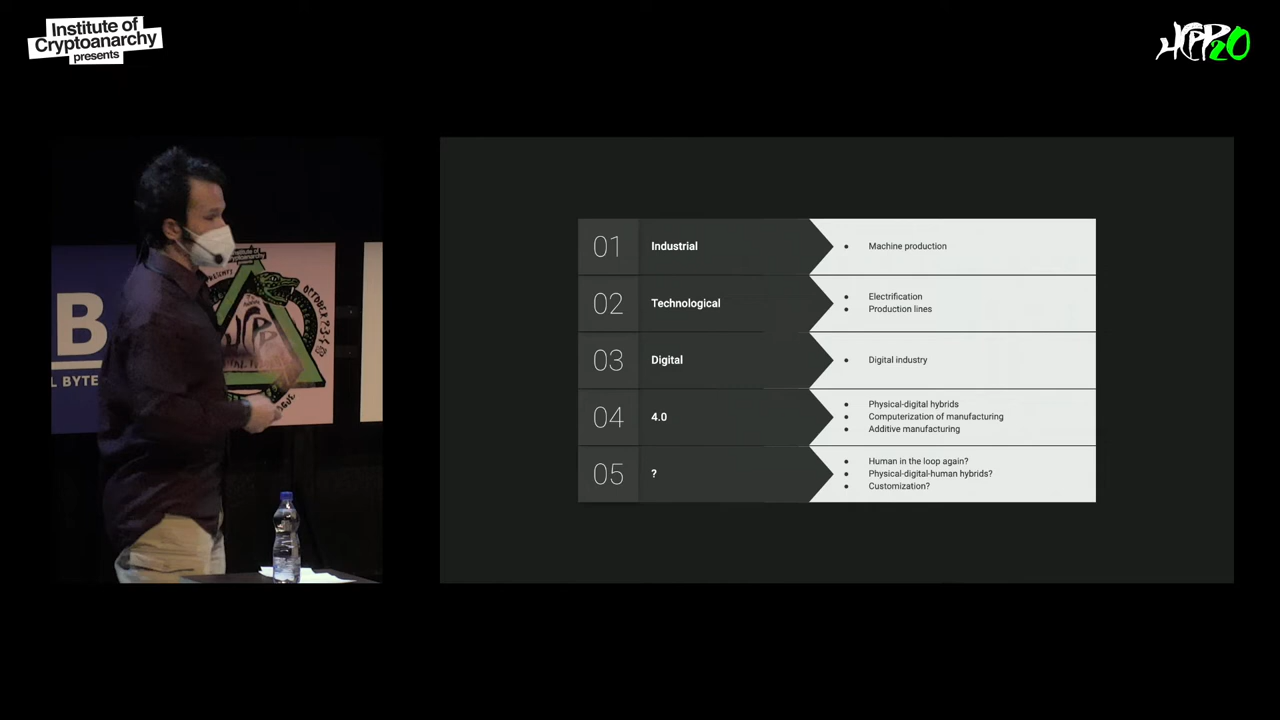 Institute of
Cryptoanarchy
presents
HCPP20
B
L BYTE
OCTOBER
01
Industrial
Machine production
02
Technological
Electrification
Production lines
03
Digital
Digital industry
04
4.0
Physical-digital hybrids
Computerization of manufacturing
Additive manufacturing
05
?
Human in the loop again?
Physical-digital-human hybrids?
Customization?